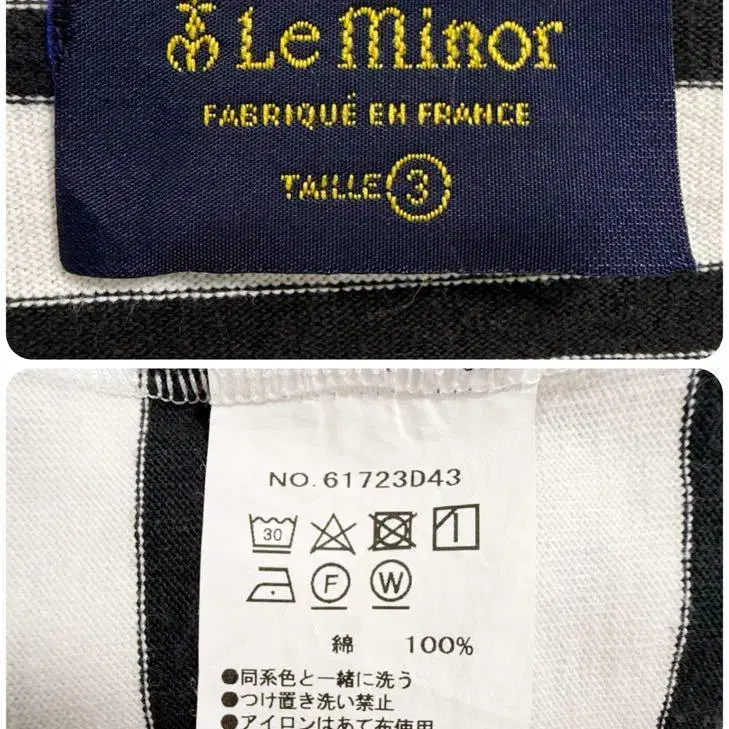 Le Minor
FABRIQUÉ EN FRANCE
TAILLE 3
NO.61723D43
30
F W
綿 100%
●同系色と一緒に洗う
●つけ置き洗い禁止
●アイロンはあて布使用